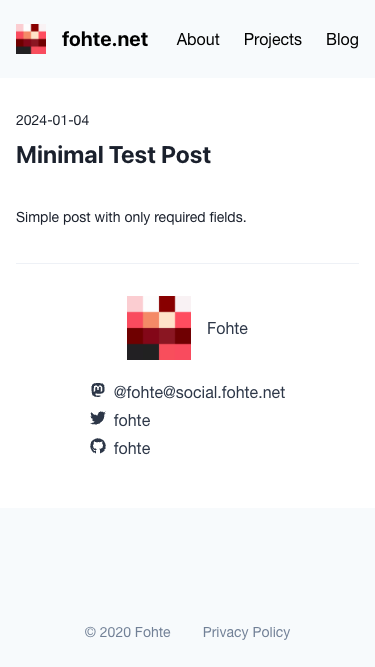 fohte.net About Projects Blog
2024-01-04
Minimal Test Post
Simple post with only required fields.
Fohte
@fohte@social.fohte.net
fohte
fohte
© 2020 Fohte Privacy Policy